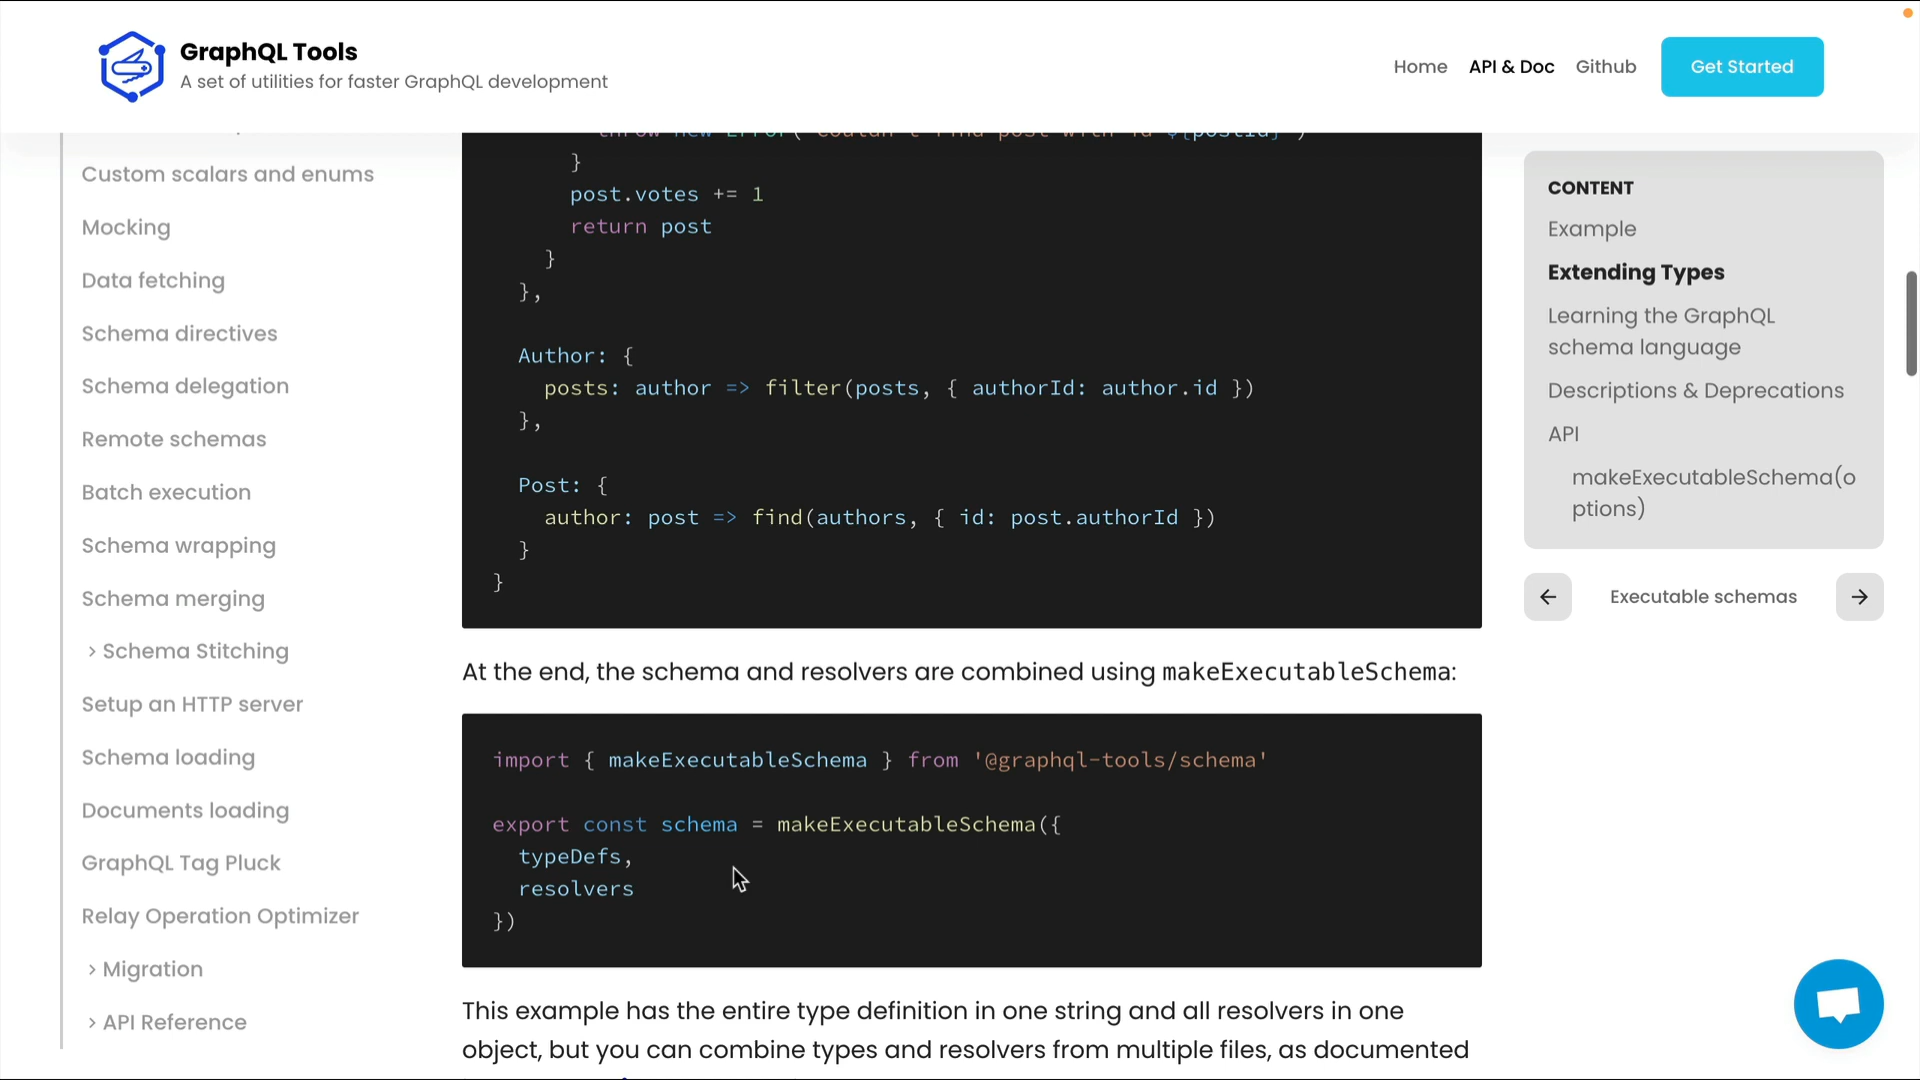 GraphQL Tools
A set of utilities for faster GraphQL development
Home
API & Doc
Github
Get Started
Custom scalars and enums
Mocking
Data fetching
Schema directives
Schema delegation
Remote schemas
Batch execution
Schema wrapping
Schema merging
> Schema Stitching
Setup an HTTP server
Schema loading
Documents loading
GraphQL Tag Pluck
Relay Operation Optimizer
> Migration
> API Reference
}
post.votes += 1
return post
}
},
Author: {
posts: author => filter(posts, { authorId: author.id })
},
Post: {
author: post => find(authors, { id: post.authorId })
}
}
At the end, the schema and resolvers are combined using makeExecutableSchema:
import { makeExecutableSchema } from '@graphql-tools/schema'
export const schema = makeExecutableSchema({
typeDefs,
resolvers
})
This example has the entire type definition in one string and all resolvers in one
object, but you can combine types and resolvers from multiple files, as documented
CONTENT
Example
Extending Types
Learning the GraphQL
schema language
Descriptions & Deprecations
API
makeExecutableSchema(o
ptions)
Executable schemas